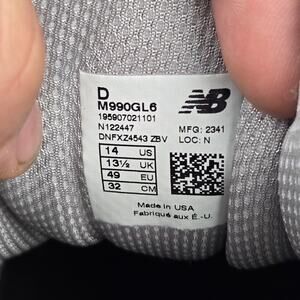 D
M990GL6
195907021101
N122447
DNFXZ4543 ZBV
NB
MFG: 2341
LOC: N
14 US
13½ UK
49 EU
32 CM
Made in USA
Fabriqué aux É.-U.